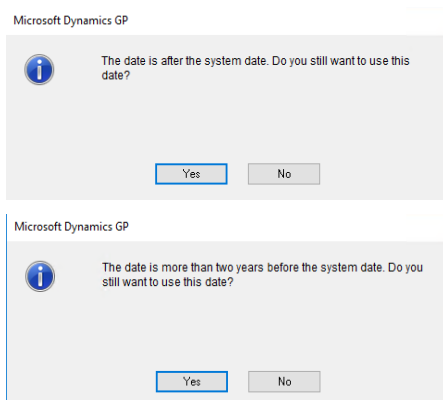 Microsoft Dynamics GP
The date is after the system date. Do you still want to use this
date?
Yes No
Microsoft Dynamics GP
The date is more than two years before the system date. Do you
still want to use this date?
Yes No